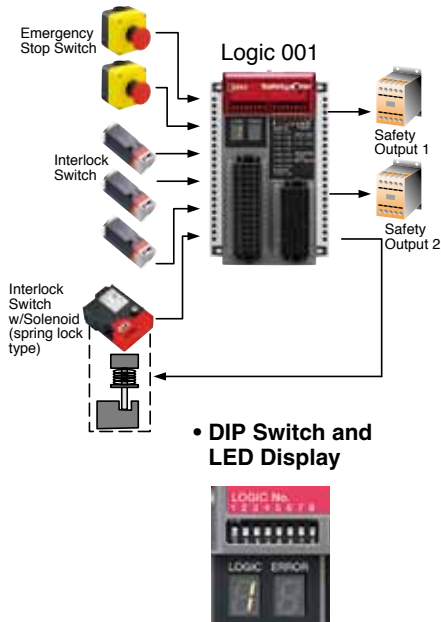 Emergency
Stop Switch
Logic 001
Safety
Output 1
Interlock
Switch
Safety
Output 2
Interlock
Switch
w/Solenoid
(spring lock
type)
• DIP Switch and
LED Display
LOGIC No.
1 2 3 4 5 6 7 8
LOGIC ERROR
1